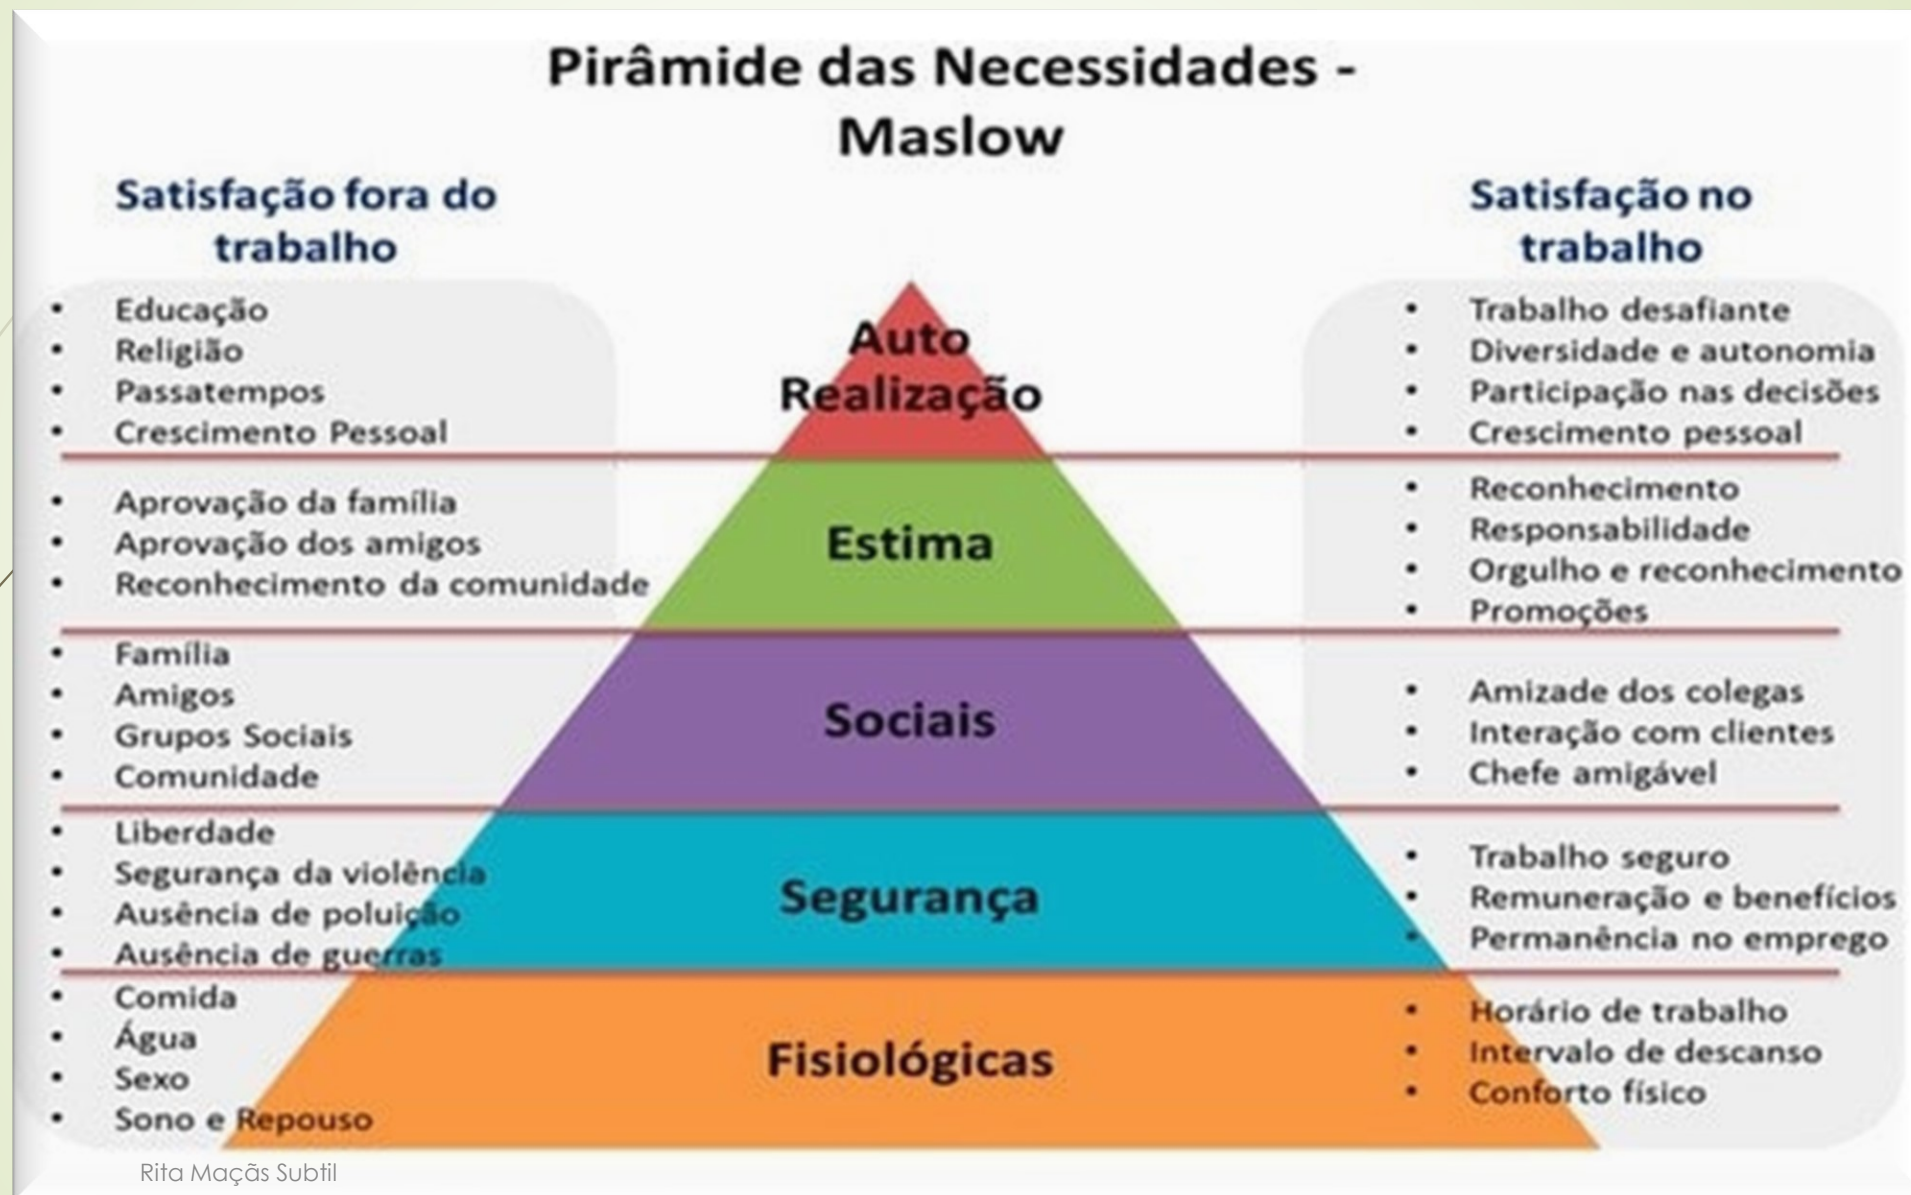 Pirâmide das Necessidades -
Maslow
Satisfação fora do
trabalho
• Educação
• Religião
• Passatempos
• Crescimento Pessoal
• Aprovação da família
• Aprovação dos amigos
• Reconhecimento da comunidade
• Família
• Amigos
• Grupos Sociais
• Comunidade
• Liberdade
• Segurança da violência
• Ausência de poluição
• Ausência de guerras
• Comida
• Água
• Sexo
• Sono e Repouso
Auto
Realização
Estima
Sociais
Segurança
Fisiológicas
Satisfação no
trabalho
• Trabalho desafiante
• Diversidade e autonomia
• Participação nas decisões
• Crescimento pessoal
• Reconhecimento
• Responsabilidade
• Orgulho e reconhecimento
• Promoções
• Amizade dos colegas
• Interação com clientes
• Chefe amigável
• Trabalho seguro
• Remuneração e benefícios
• Permanência no emprego
• Horário de trabalho
• Intervalo de descanso
• Conforto físico
Rita Maçãs Subtil